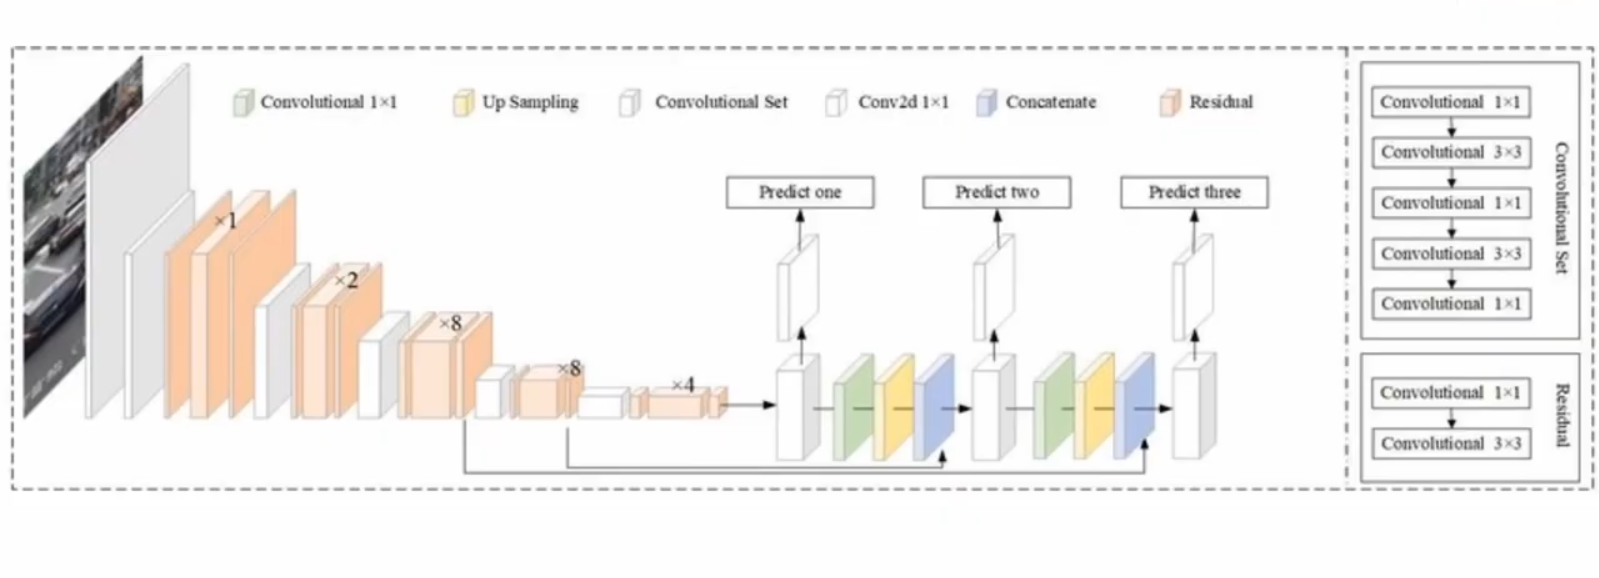 Convolutional 1×1
Up Sampling
Convolutional Set
Conv2d 1×1
Concatenate
Residual
×1
×2
×8
×8
×4
Predict one
Predict two
Predict three
Convolutional 1×1
Convolutional 3×3
Convolutional 1×1
Convolutional 3×3
Convolutional 1×1
Convolutional Set
Convolutional 1×1
Convolutional 3×3
Residual